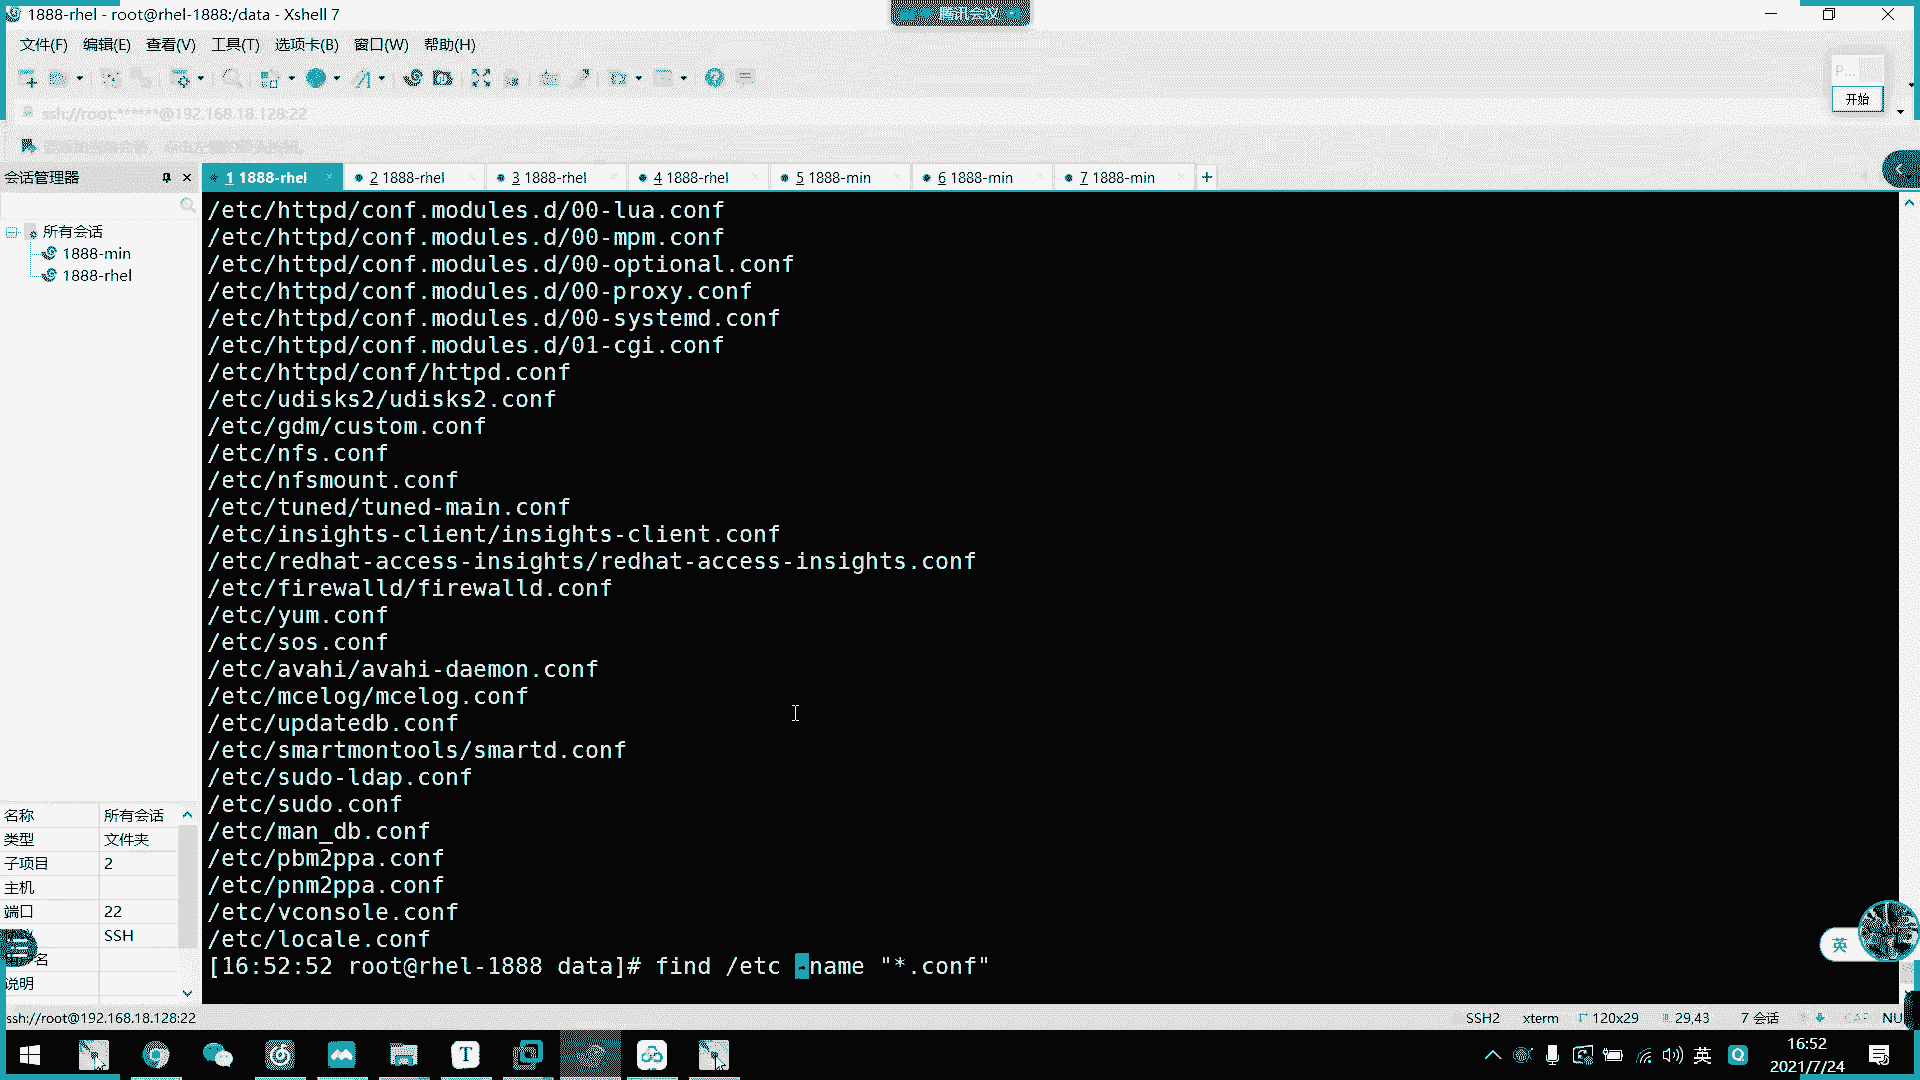 1888-rhel - root@rhel-1888:/data - Xshell 7
腾讯会议
文件(F) 编辑(E) 查看(V) 工具(T) 选项卡(B) 窗口(W) 帮助(H)
P...
开始
ssh://root:******@192.168.18.128:22
会话管理器
1 1888-rhel
2 1888-rhel
3 1888-rhel
4 1888-rhel
5 1888-min
6 1888-min
7 1888-min
所有会话
1888-min
1888-rhel
/etc/httpd/conf.modules.d/00-lua.conf
/etc/httpd/conf.modules.d/00-mpm.conf
/etc/httpd/conf.modules.d/00-optional.conf
/etc/httpd/conf.modules.d/00-proxy.conf
/etc/httpd/conf.modules.d/00-systemd.conf
/etc/httpd/conf.modules.d/01-cgi.conf
/etc/httpd/conf/httpd.conf
/etc/udisks2/udisks2.conf
/etc/gdm/custom.conf
/etc/nfs.conf
/etc/nfsmount.conf
/etc/tuned/tuned-main.conf
/etc/insights-client/insights-client.conf
/etc/redhat-access-insights/redhat-access-insights.conf
/etc/firewalld/firewalld.conf
/etc/yum.conf
/etc/sos.conf
/etc/avahi/avahi-daemon.conf
/etc/mcelog/mcelog.conf
/etc/updatedb.conf
/etc/smartmontools/smartd.conf
/etc/sudo-ldap.conf
/etc/sudo.conf
/etc/man_db.conf
/etc/pbm2ppa.conf
/etc/pnm2ppa.conf
/etc/vconsole.conf
/etc/locale.conf
[16:52:52 root@rhel-1888 data]# find /etc -name "*.conf"
名称 所有会话
类型 文件夹
子项目 2
主机
端口 22
SSH
名
说明
英
ssh://root@192.168.18.128:22
SSH2 xterm 120x29 29,43 7 会话 CAP NU
英
16:52
2021/7/24